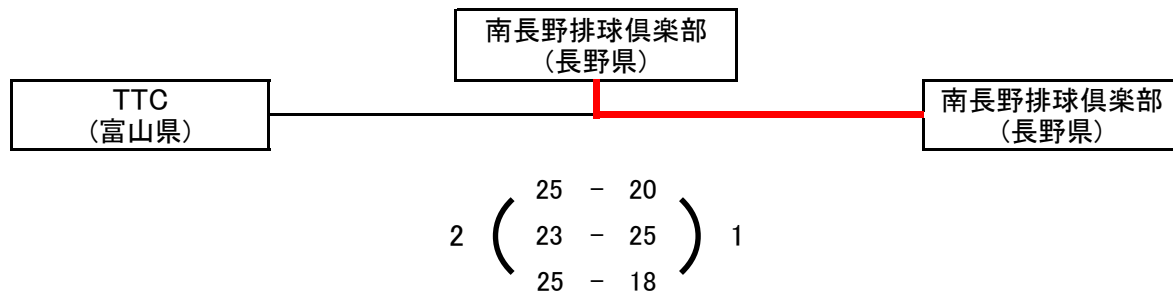 南長野排球倶楽部
（長野県）
TTC
（富山県）
南長野排球倶楽部
（長野県）
25 － 20
2 ( 23 － 25 ) 1
25 － 18